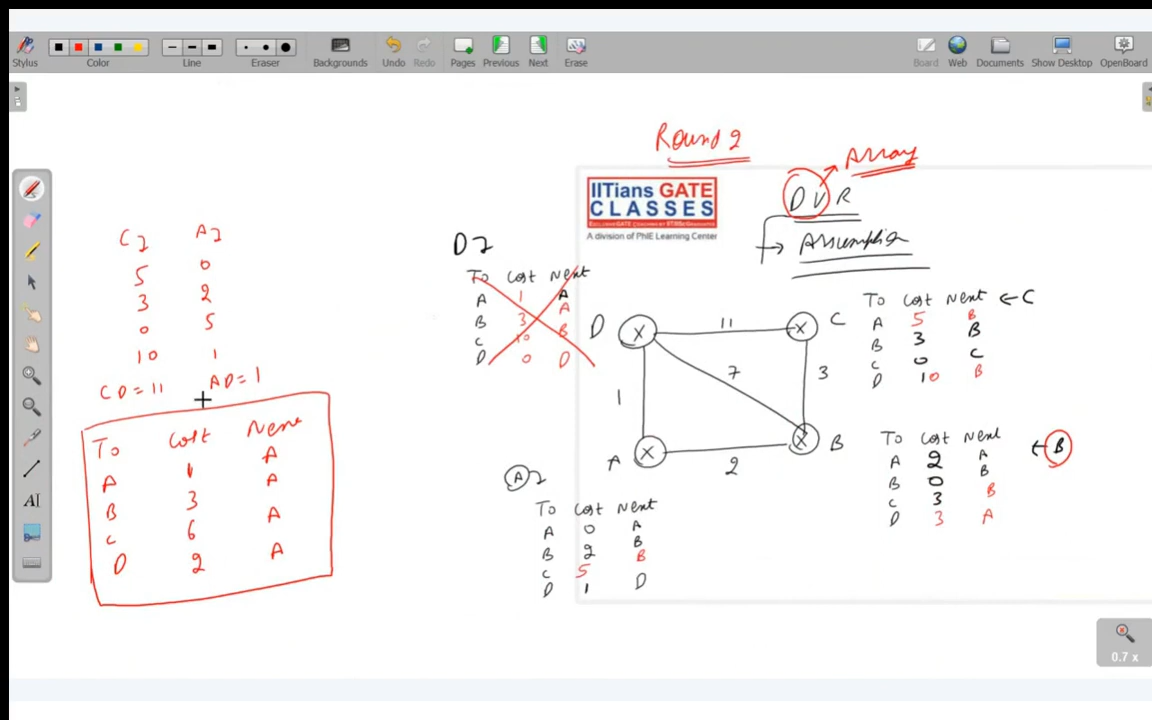 Stylus Color Line Eraser Backgrounds Undo Redo Pages Previous Next Erase Board Web Documents Show Desktop OpenBoard
Round 2
Array
IITians GATE
CLASSES
A division of PhIE Learning Center
DVR
→ Assumption
C
5
3
0
10
CD=11
A
0
2
5
1
AD=1
To Cost Next
A 1 A
B 3 A
C 6 A
D 2 A
D
To Cost Next
A 1 A
B 3 A
C 10 B
D 0 D
D 11 C
1 7 3
A 2 B
To Cost Next ← C
A 5 B
B 3 B
C 0 C
D 10 B
To Cost Next ← B
A 2 A
B 0 B
C 3 B
D 3 A
A
To Cost Next
A 0 A
B 2 B
C 5 B
D 1 D
AI
0.7 x